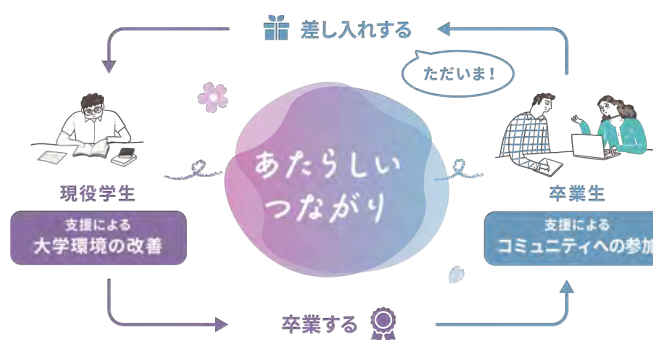 差し入れする
ただいま！
あたらしい
つながり
現役学生
支援による
大学環境の改善
卒業生
支援による
コミュニティへの参加
卒業する